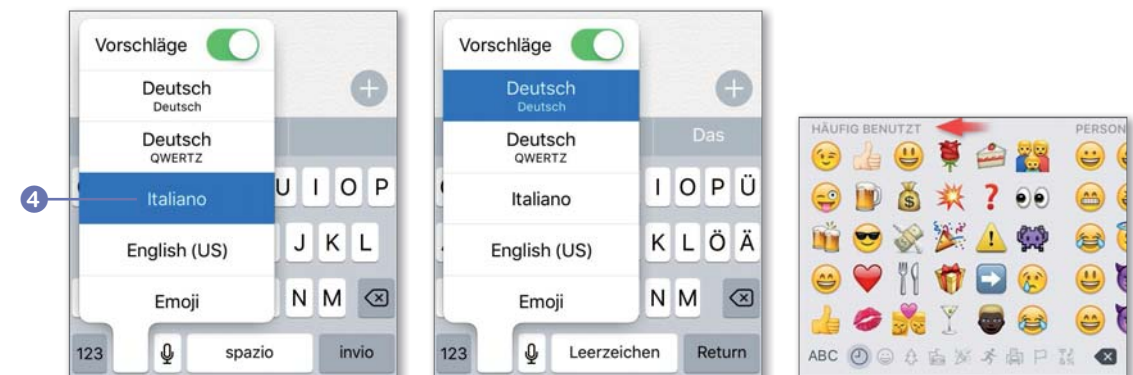 Vorschläge
Deutsch
Deutsch
Deutsch
QWERTZ
4 Italiano
U I O P
English (US)
J K L
Emoji
N M
123 spazio invio
Vorschläge
Deutsch
Deutsch
Das
Deutsch
QWERTZ
I O P Ü
Italiano
K L Ö Ä
English (US)
N M
Emoji
123 Leerzeichen Return
HÄUFIG BENUTZT PERSON
ABC